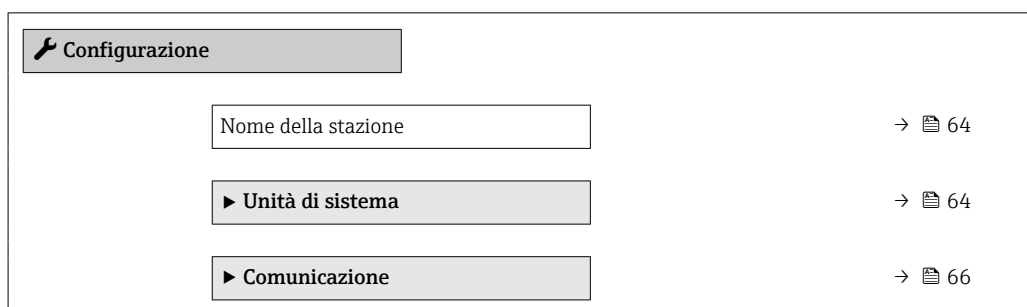 Configurazione
Nome della stazione → 64
▶ Unità di sistema → 64
▶ Comunicazione → 66